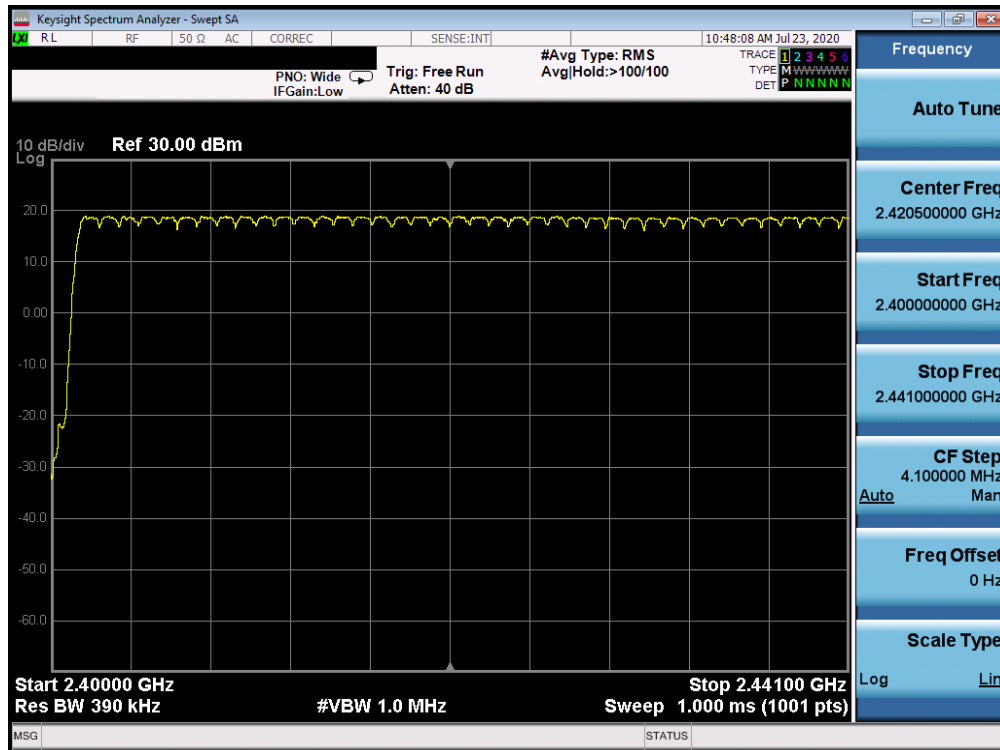 Keysight Spectrum Analyzer - Swept SA
LXI RL RF 50 Ω AC CORREC SENSE:INT 10:48:08 AM Jul 23, 2020
Frequency
PNO: Wide
IFGain:Low
Trig: Free Run
Atten: 40 dB
#Avg Type: RMS
Avg|Hold:>100/100
TRACE 1 2 3 4 5 6
TYPE M WWWWW
DET P N N N N N
Auto Tune
10 dB/div Ref 30.00 dBm
Log
20.0
10.0
0.00
-10.0
-20.0
-30.0
-40.0
-50.0
-60.0
Center Freq
2.420500000 GHz
Start Freq
2.400000000 GHz
Stop Freq
2.441000000 GHz
CF Step
4.100000 MHz
Auto Man
Freq Offset
0 Hz
Scale Type
Log Lin
Start 2.40000 GHz Stop 2.44100 GHz
Res BW 390 kHz #VBW 1.0 MHz Sweep 1.000 ms (1001 pts)
MSG STATUS